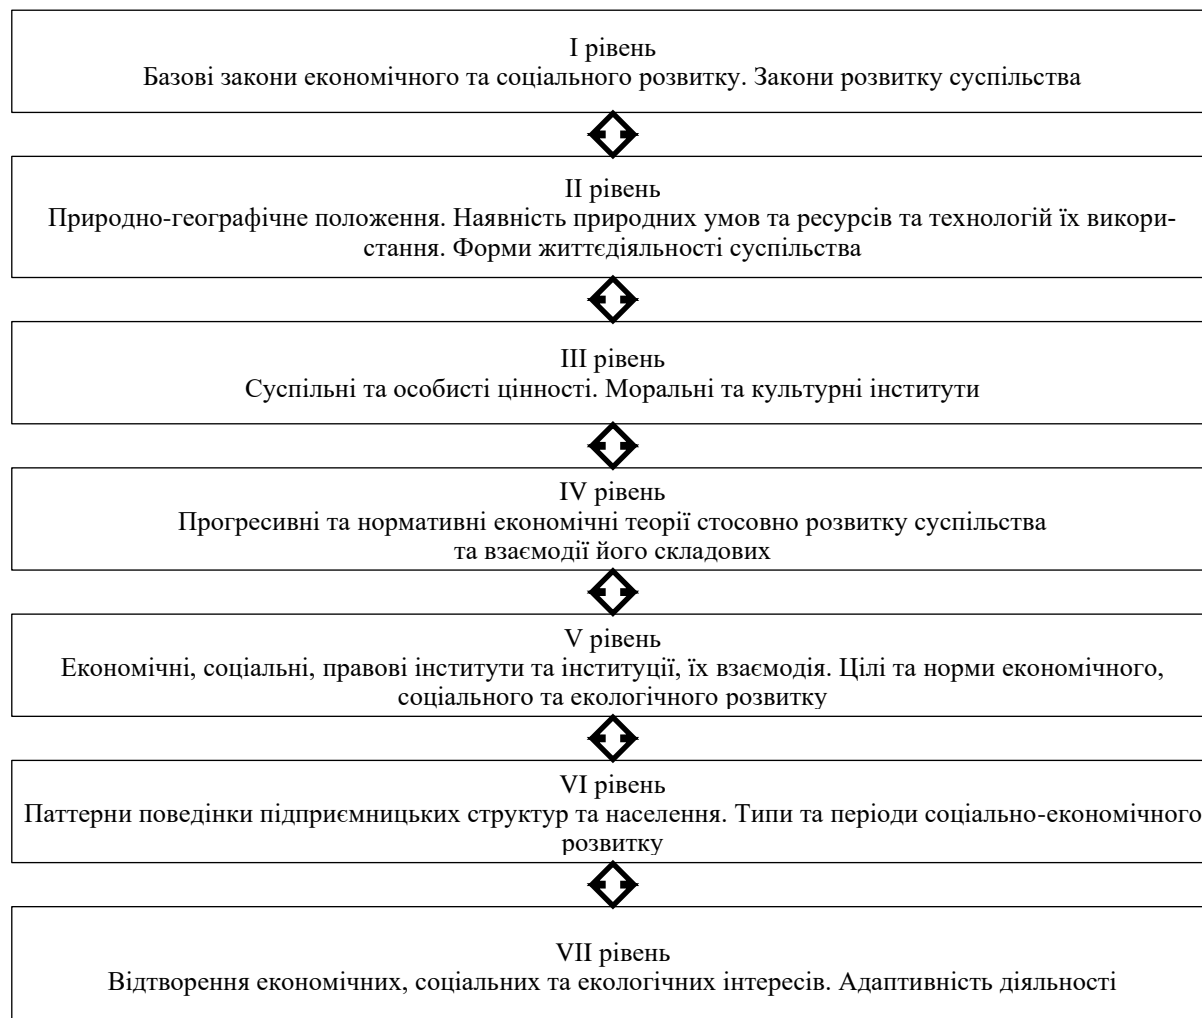 I рівень
Базові закони економічного та соціального розвитку. Закони розвитку суспільства
II рівень
Природно-географічне положення. Наявність природних умов та ресурсів та технологій їх викори-
стання. Форми життєдіяльності суспільства
III рівень
Суспільні та особисті цінності. Моральні та культурні інститути
IV рівень
Прогресивні та нормативні економічні теорії стосовно розвитку суспільства
та взаємодії його складових
V рівень
Економічні, соціальні, правові інститути та інституції, їх взаємодія. Цілі та норми економічного,
соціального та екологічного розвитку
VI рівень
Паттерни поведінки підприємницьких структур та населення. Типи та періоди соціально-економічного
розвитку
VII рівень
Відтворення економічних, соціальних та екологічних інтересів. Адаптивність діяльності